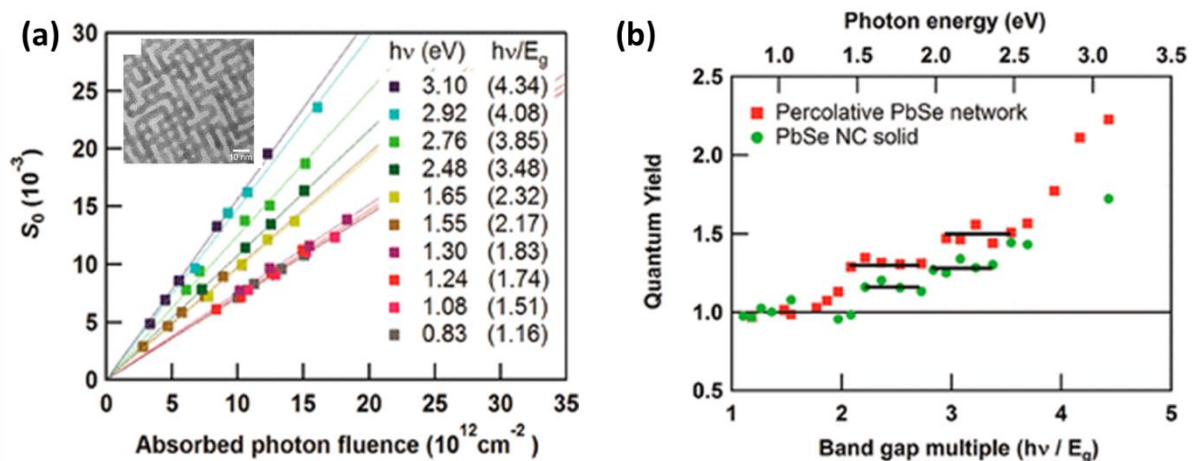 (a)
S₀ (10⁻³)
30
25
20
15
10
5
0
10 nm
hν (eV) hν/E_g
3.10 (4.34)
2.92 (4.08)
2.76 (3.85)
2.48 (3.48)
1.65 (2.32)
1.55 (2.17)
1.30 (1.83)
1.24 (1.74)
1.08 (1.51)
0.83 (1.16)
0 5 10 15 20 25 30 35
Absorbed photon fluence (10¹²cm⁻²)
(b)
Photon energy (eV)
1.0 1.5 2.0 2.5 3.0 3.5
Quantum Yield
2.5
2.0
1.5
1.0
0.5
Percolative PbSe network
PbSe NC solid
1 2 3 4 5
Band gap multiple (hν / E_g)